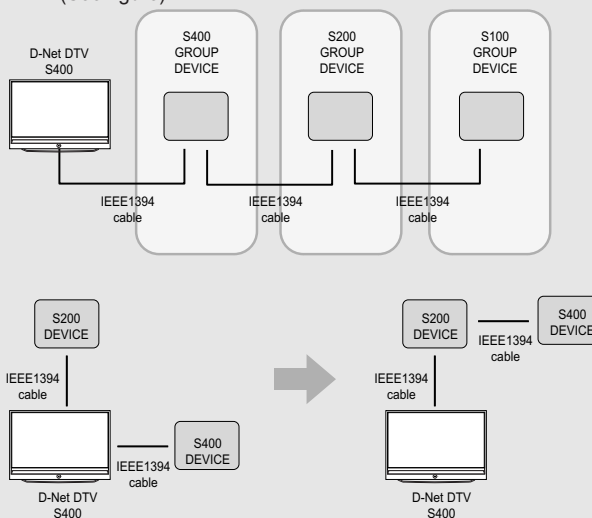 D-Net DTV
S400
S400
GROUP
DEVICE
S200
GROUP
DEVICE
S100
GROUP
DEVICE
IEEE1394
cable
IEEE1394
cable
IEEE1394
cable
S200
DEVICE
IEEE1394
cable
S400
DEVICE
IEEE1394
cable
D-Net DTV
S400
S200
DEVICE
S400
DEVICE
IEEE1394
cable
IEEE1394
cable
D-Net DTV
S400